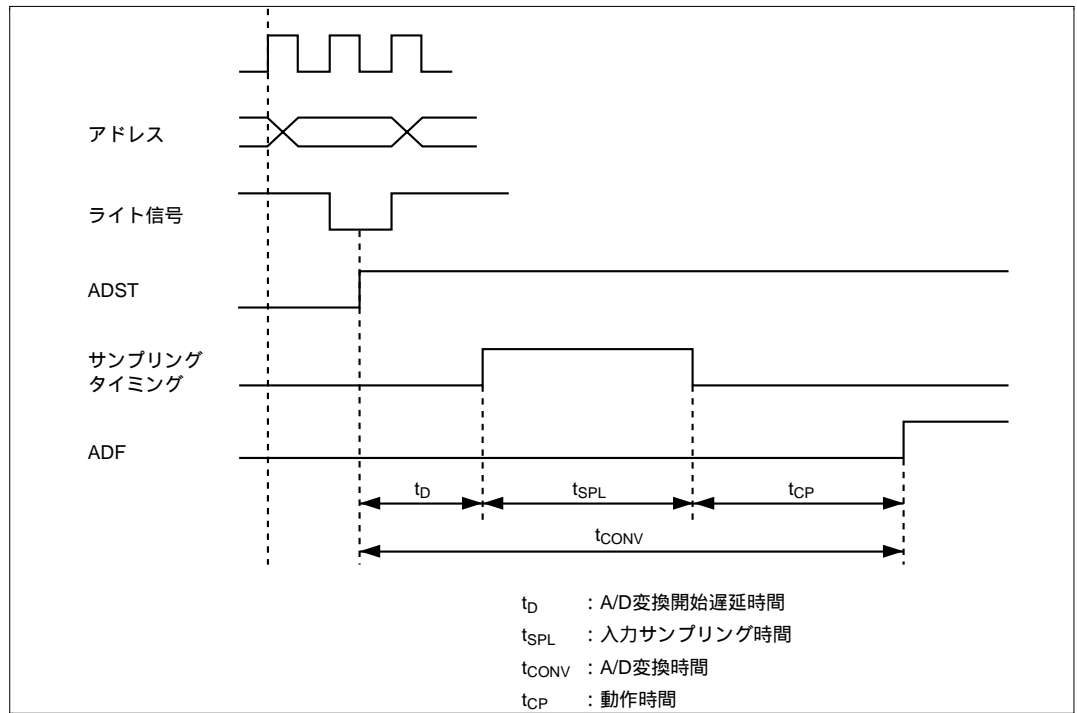 アドレス
ライト信号
ADST
サンプリング
タイミング
ADF
tD
tSPL
tCP
tCONV
tD ：A/D変換開始遅延時間
tSPL ：入力サンプリング時間
tCONV ：A/D変換時間
tCP ：動作時間